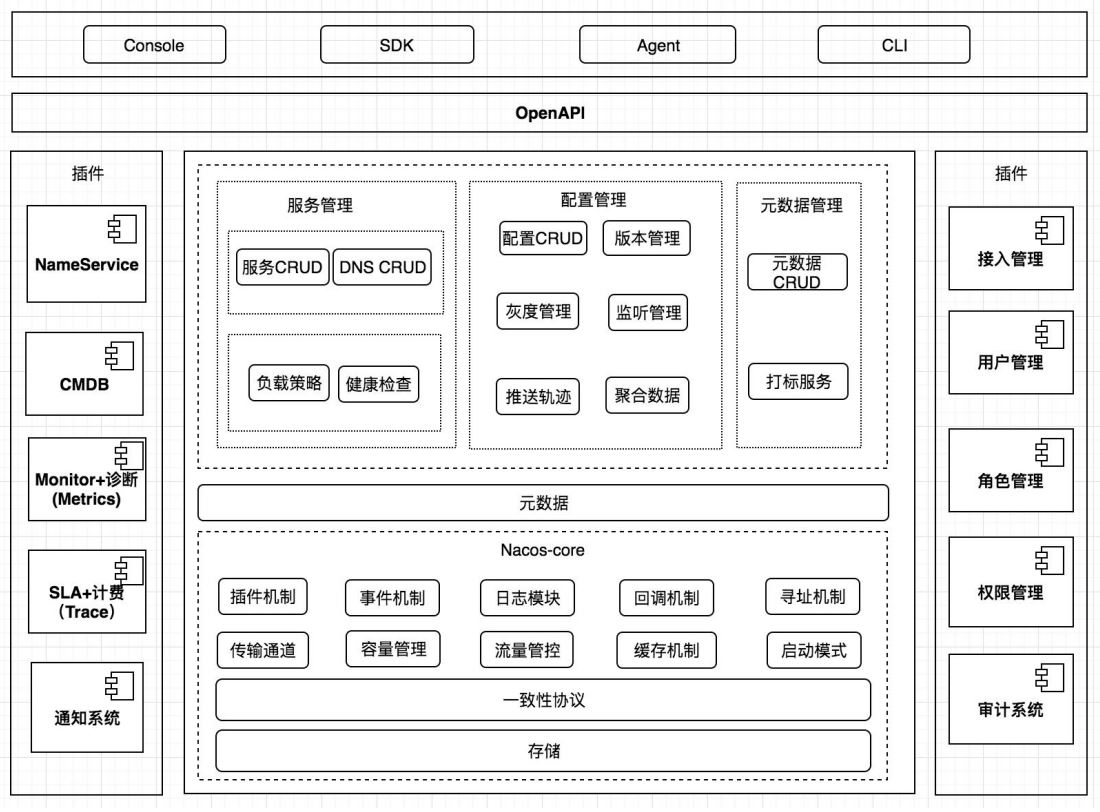 Console
SDK
Agent
CLI
OpenAPI
插件
NameService
CMDB
Monitor+诊断
(Metrics)
SLA+计费
（Trace）
通知系统
服务管理
服务CRUD
DNS CRUD
负载策略
健康检查
配置管理
配置CRUD
版本管理
灰度管理
监听管理
推送轨迹
聚合数据
元数据管理
元数据
CRUD
打标服务
元数据
Nacos-core
插件机制
事件机制
日志模块
回调机制
寻址机制
传输通道
容量管理
流量管控
缓存机制
启动模式
一致性协议
存储
插件
接入管理
用户管理
角色管理
权限管理
审计系统